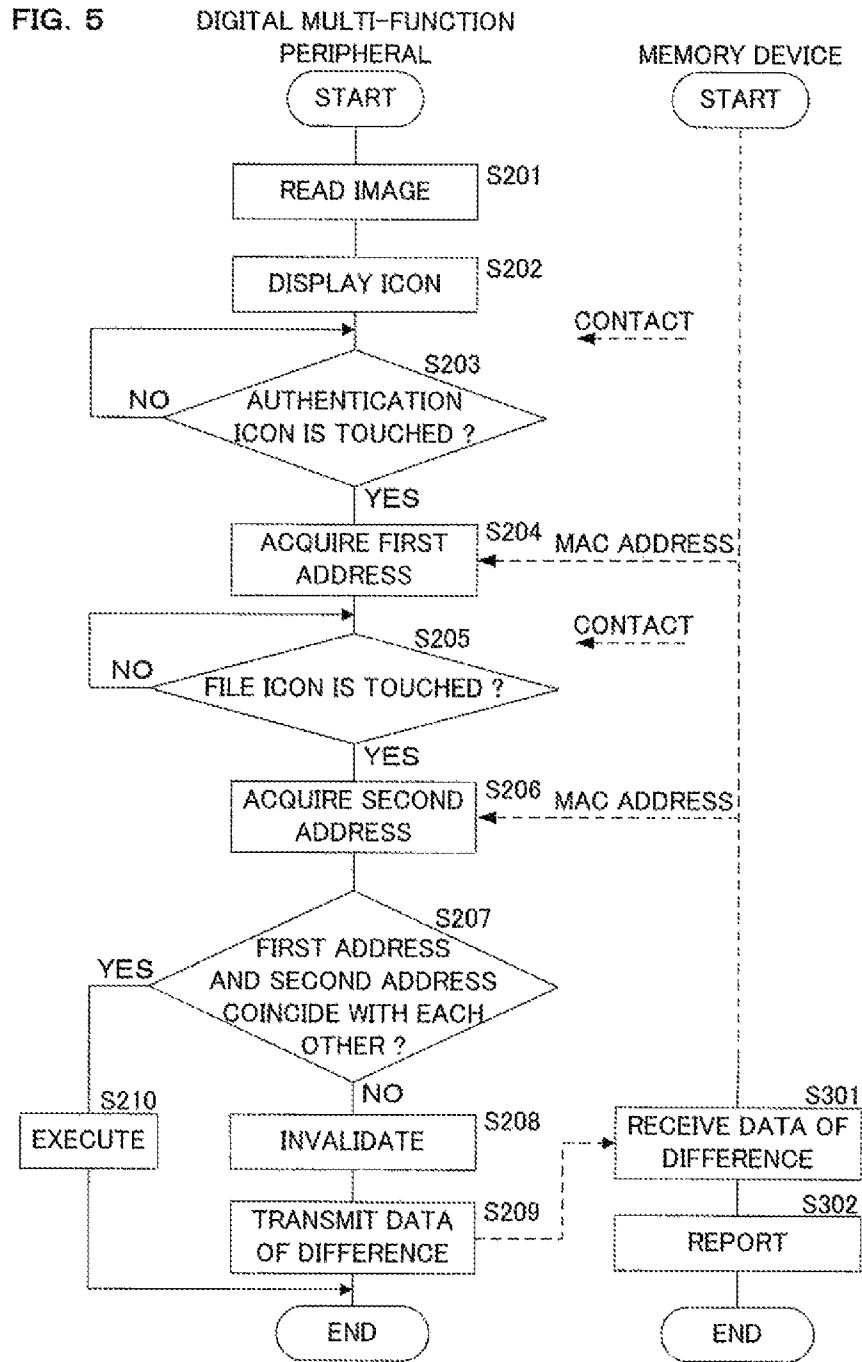 FIG. 5
DIGITAL MULTI-FUNCTION
PERIPHERAL
MEMORY DEVICE
START
START
READ IMAGE
S201
DISPLAY ICON
S202
CONTACT
S203
NO
AUTHENTICATION
ICON IS TOUCHED ?
YES
S204
ACQUIRE FIRST
ADDRESS
MAC ADDRESS
CONTACT
S205
NO
FILE ICON IS TOUCHED ?
YES
S206
ACQUIRE SECOND
ADDRESS
MAC ADDRESS
S207
YES
FIRST ADDRESS
AND SECOND ADDRESS
COINCIDE WITH EACH
OTHER ?
NO
S210
EXECUTE
S208
INVALIDATE
S301
RECEIVE DATA OF
DIFFERENCE
S209
TRANSMIT DATA
OF DIFFERENCE
S302
REPORT
END
END